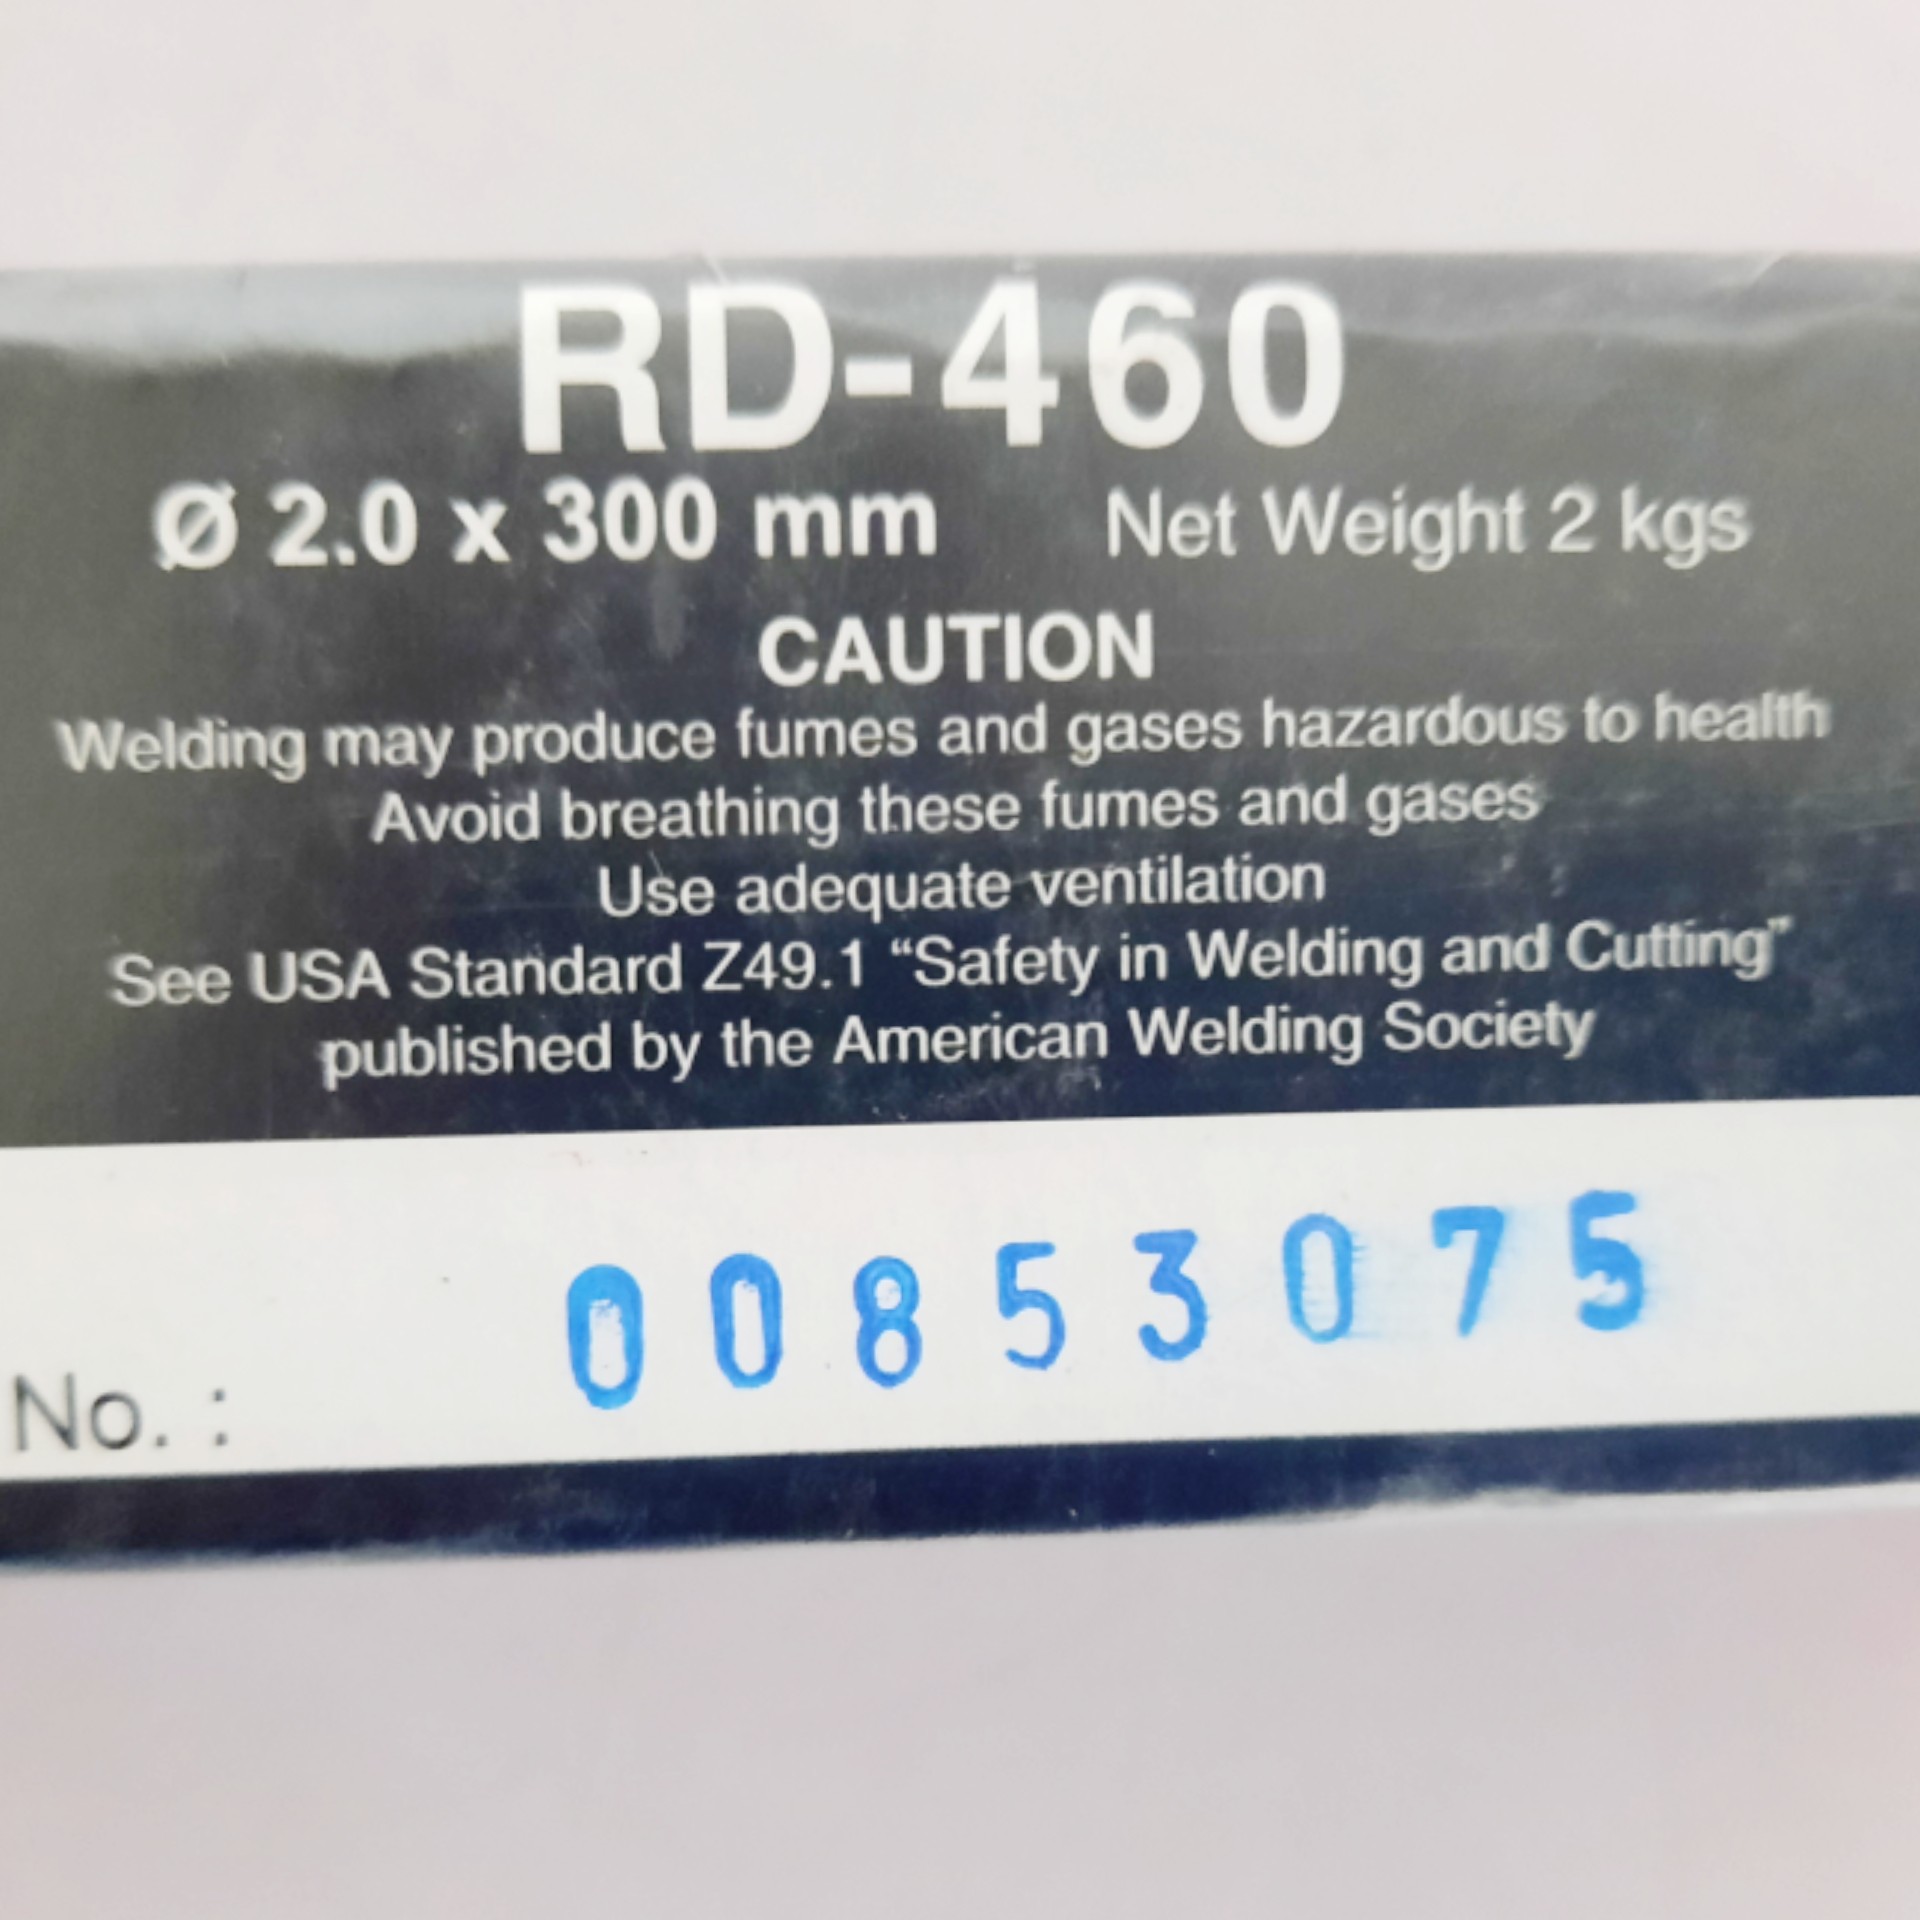 RD-460
Ø 2.0 x 300 mm Net Weight 2 kgs
CAUTION
Welding may produce fumes and gases hazardous to health
Avoid breathing these fumes and gases
Use adequate ventilation
See USA Standard Z49.1 “Safety in Welding and Cutting”
published by the American Welding Society
No. : 00853075